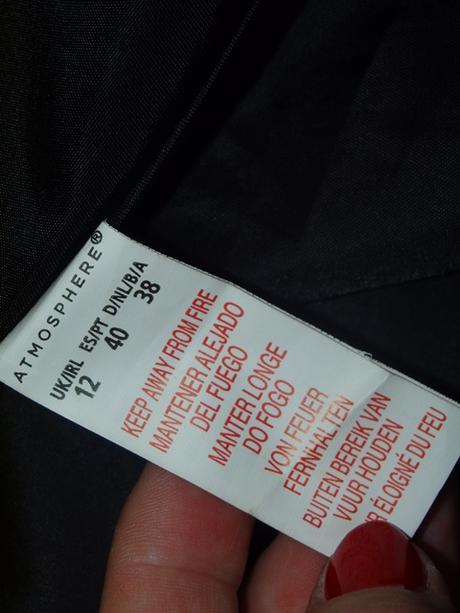 ATMOSPHERE®
UK/IRL ES/PT D/NL/B/A
12 40 38
KEEP AWAY FROM FIRE
MANTENER ALEJADO
DEL FUEGO
MANTER LONGE
DO FOGO
VON FEUER
FERNHALTEN
BUITEN BEREIK VAN
VUUR HOUDEN
ÉLOIGNÉ DU FEU